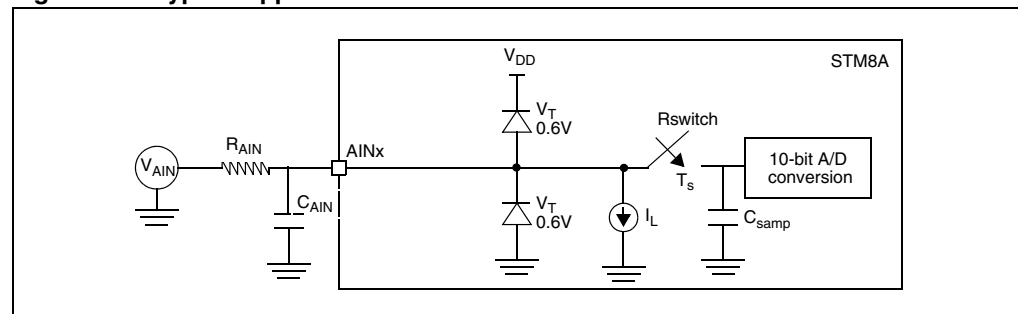 STM8A
V_DD
V_T
0.6V
Rswitch
R_AIN
AINx
V_AIN
10-bit A/D
conversion
T_s
C_AIN
V_T
0.6V
I_L
C_samp